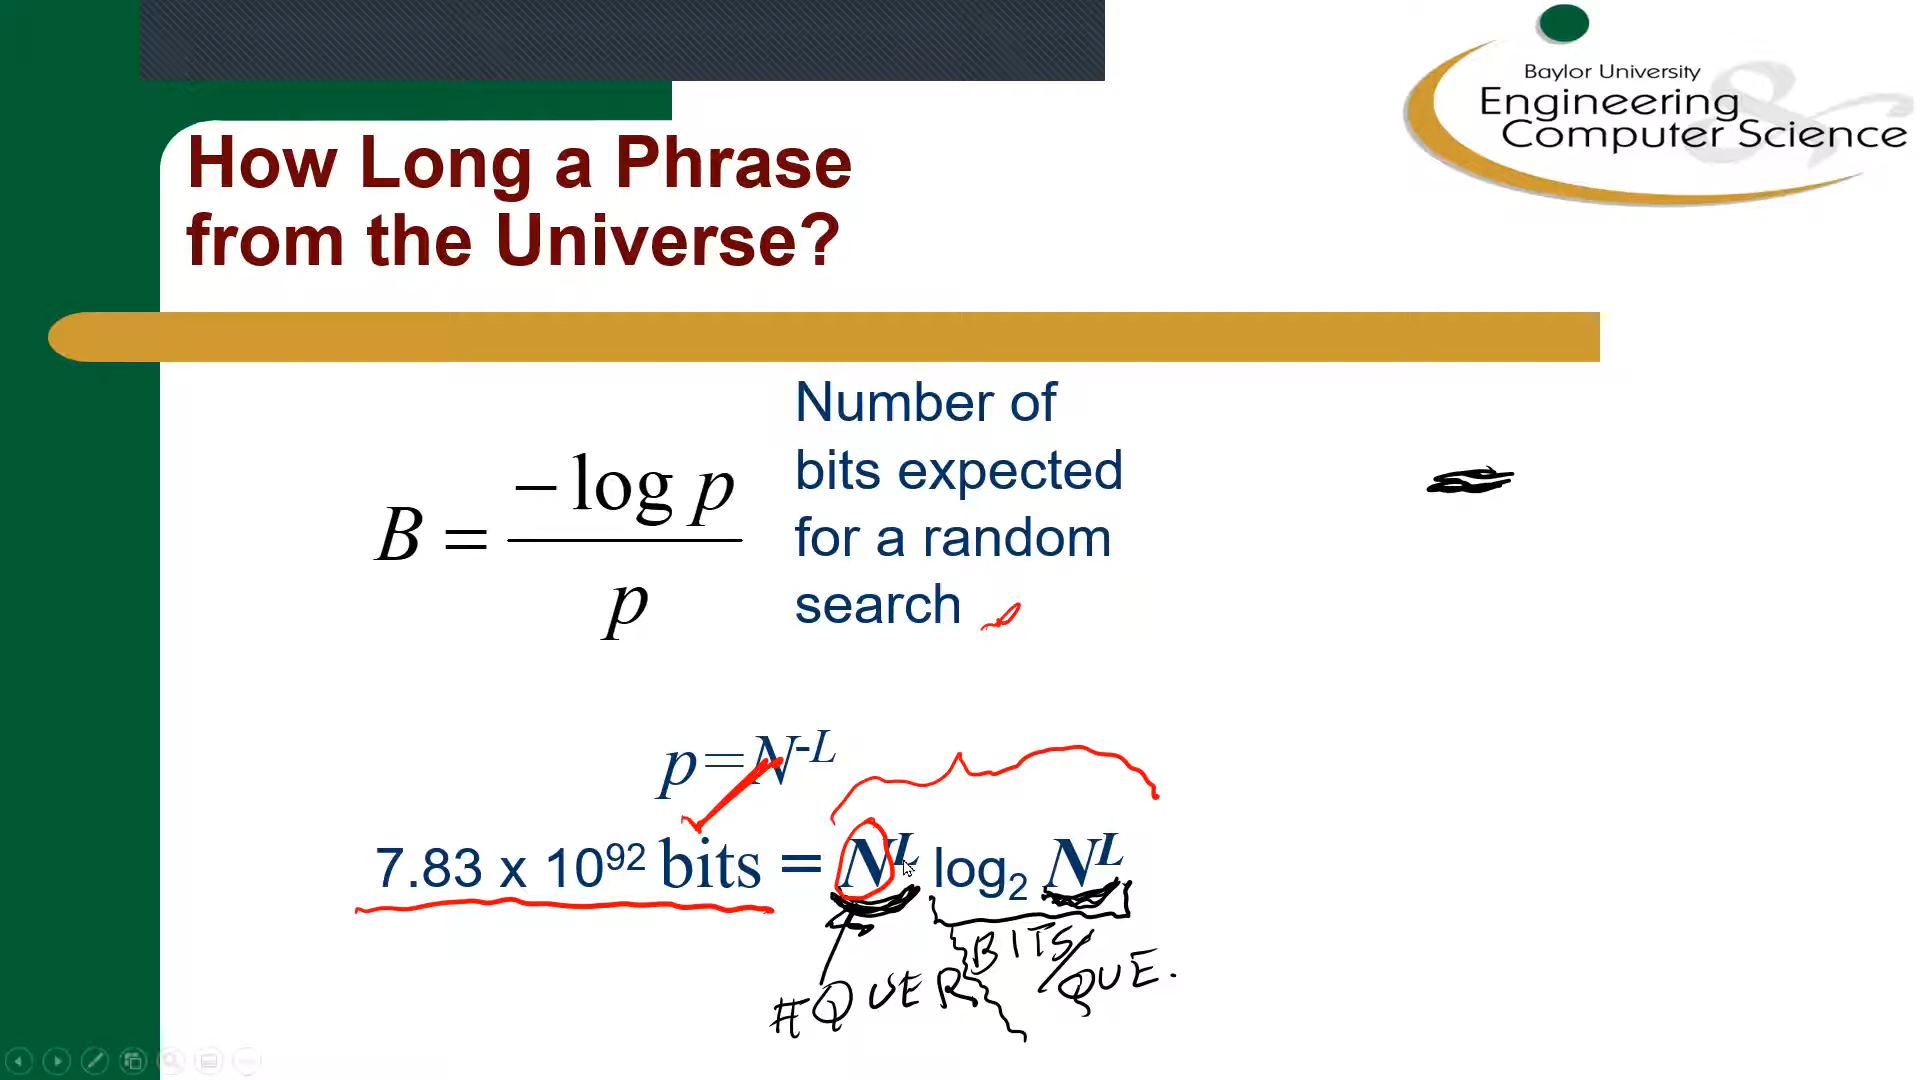 Baylor University
Engineering &
Computer Science
How Long a Phrase
from the Universe?
B = −log p / p
Number of
bits expected
for a random
search
p=N^-L
7.83 x 10^92 bits = N^L log₂ N^L
BITS/
QUE.
#QUER